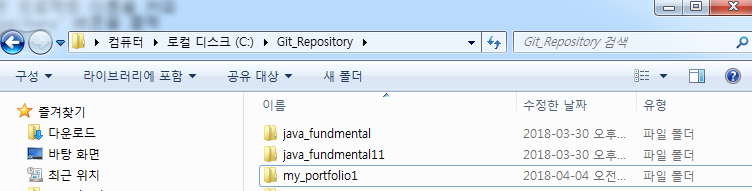 컴퓨터 ▸ 로컬 디스크 (C:) ▸ Git_Repository ▸
Git_Repository 검색
구성 ▾ 라이브러리에 포함 ▾ 공유 대상 ▾ 새 폴더
즐겨찾기
다운로드
바탕 화면
최근 위치
이름 수정한 날짜 유형
java_fundmental 2018-03-30 오후... 파일 폴더
java_fundmental11 2018-03-30 오후... 파일 폴더
my_portfolio1 2018-04-04 오전... 파일 폴더